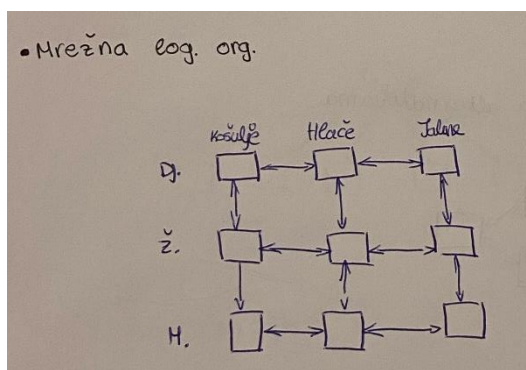 • Mrežna log. org.
Košulje Hlače Jakne
Dj.
Ž.
M.